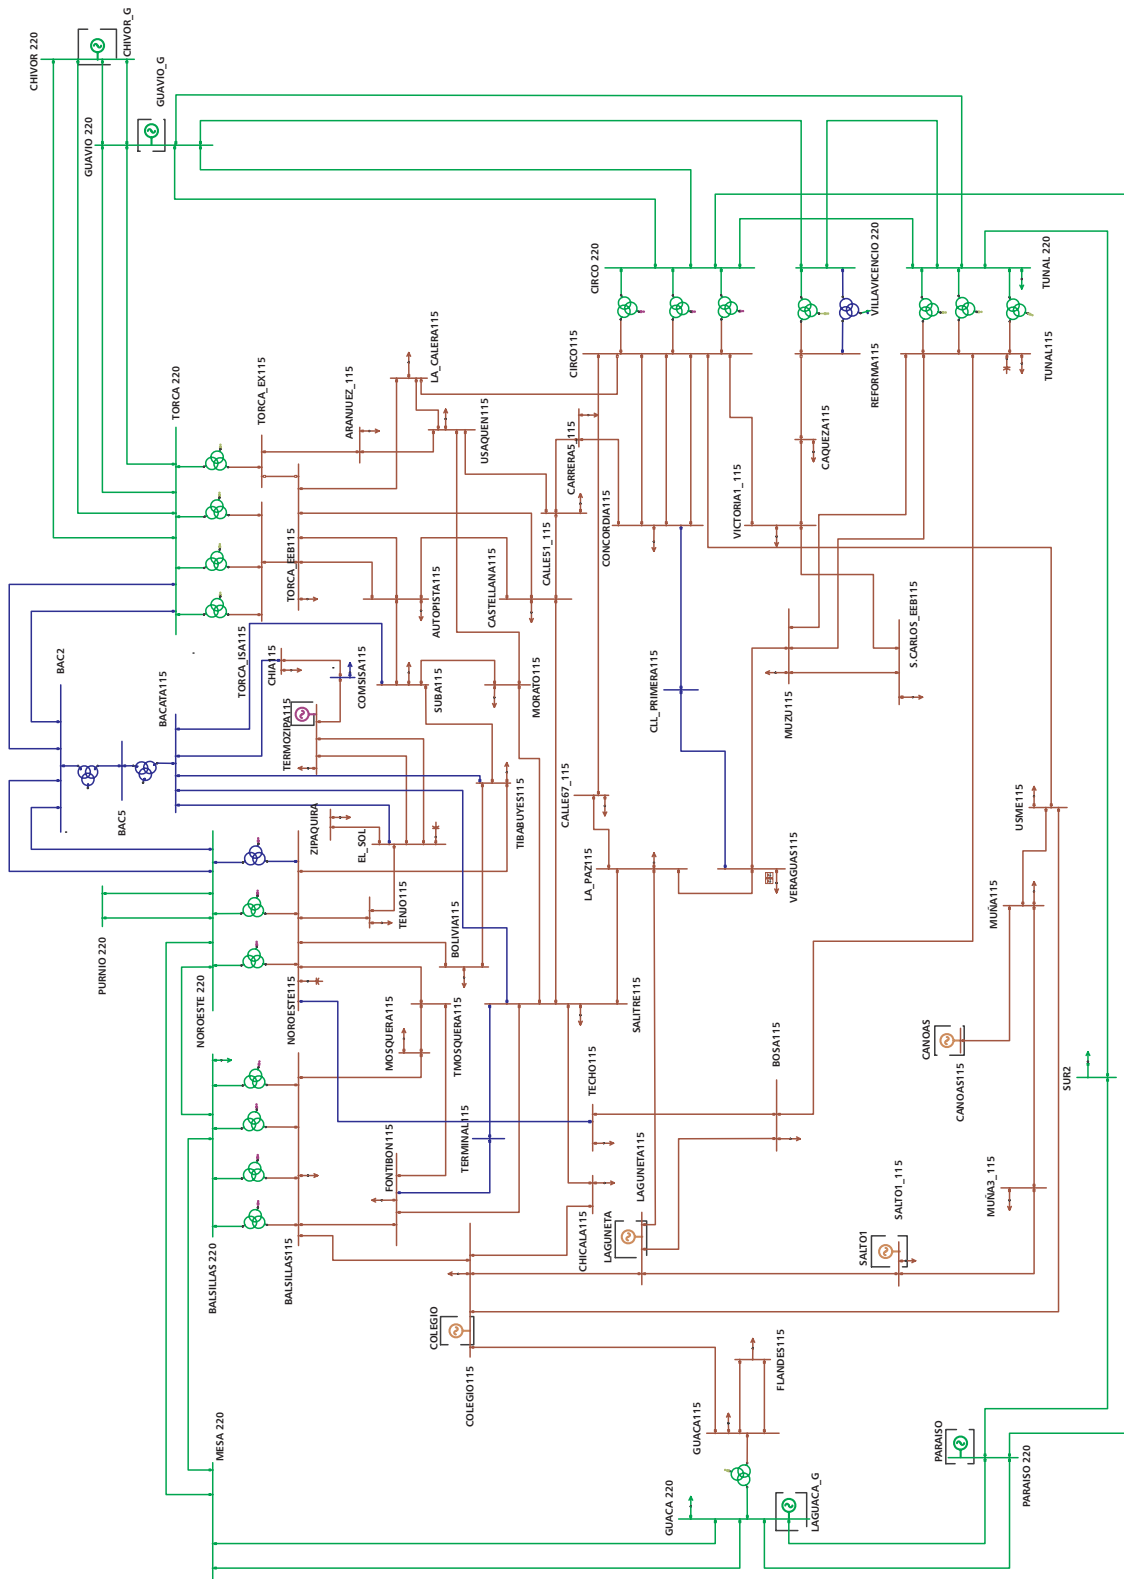 CHIVOR 220
CHIVOR_G
GUAVIO 220
GUAVIO_G
TORCA 220
TORCA_EX115
ARANJUEZ_115
LA_CALERA115
USAQUEN115
CARRERA5_115
CIRCO 220
CIRCO115
VILLAVICENCIO 220
REFORMA115
TUNAL 220
TUNAL115
CAQUEZA115
VICTORIA1_115
CONCORDIA115
CALLE51_115
CASTELLANA115
AUTOPISTA115
TORCA_EEB115
TORCA_ISA115
BAC2
BACATA115
BAC5
CHIA115
COMSISA115
SUBA115
MORATO115
TERMOZIPA115
CLL_PRIMERA115
MUZU115
S.CARLOS_EEB115
ZIPAQUIRA
EL_SOL
TIBABUYES115
CALLE67_115
LA_PAZ115
VERAGUAS115
USME115
MUÑA115
PURNIO 220
NOROESTE 220
NOROESTE115
TENJO115
BOLIVIA115
SALITRE115
MOSQUERA115
TMOSQUERA115
TECHO115
BOSA115
CANOAS
CANOAS115
SUR2
TERMINAL115
FONTIBON115
BALSILLAS 220
BALSILLAS115
CHICALA115
LAGUNETA
LAGUNETA115
SALTO1
SALTO1_115
MUÑA3_115
COLEGIO
COLEGIO115
FLANDES115
GUACA115
MESA 220
GUACA 220
LAGUACA_G
PARAISO
PARAISO 220